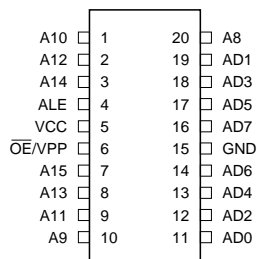 A10 1 20 A8
A12 2 19 AD1
A14 3 18 AD3
ALE 4 17 AD5
VCC 5 16 AD7
O̅E̅/VPP 6 15 GND
A15 7 14 AD6
A13 8 13 AD4
A11 9 12 AD2
A9 10 11 AD0